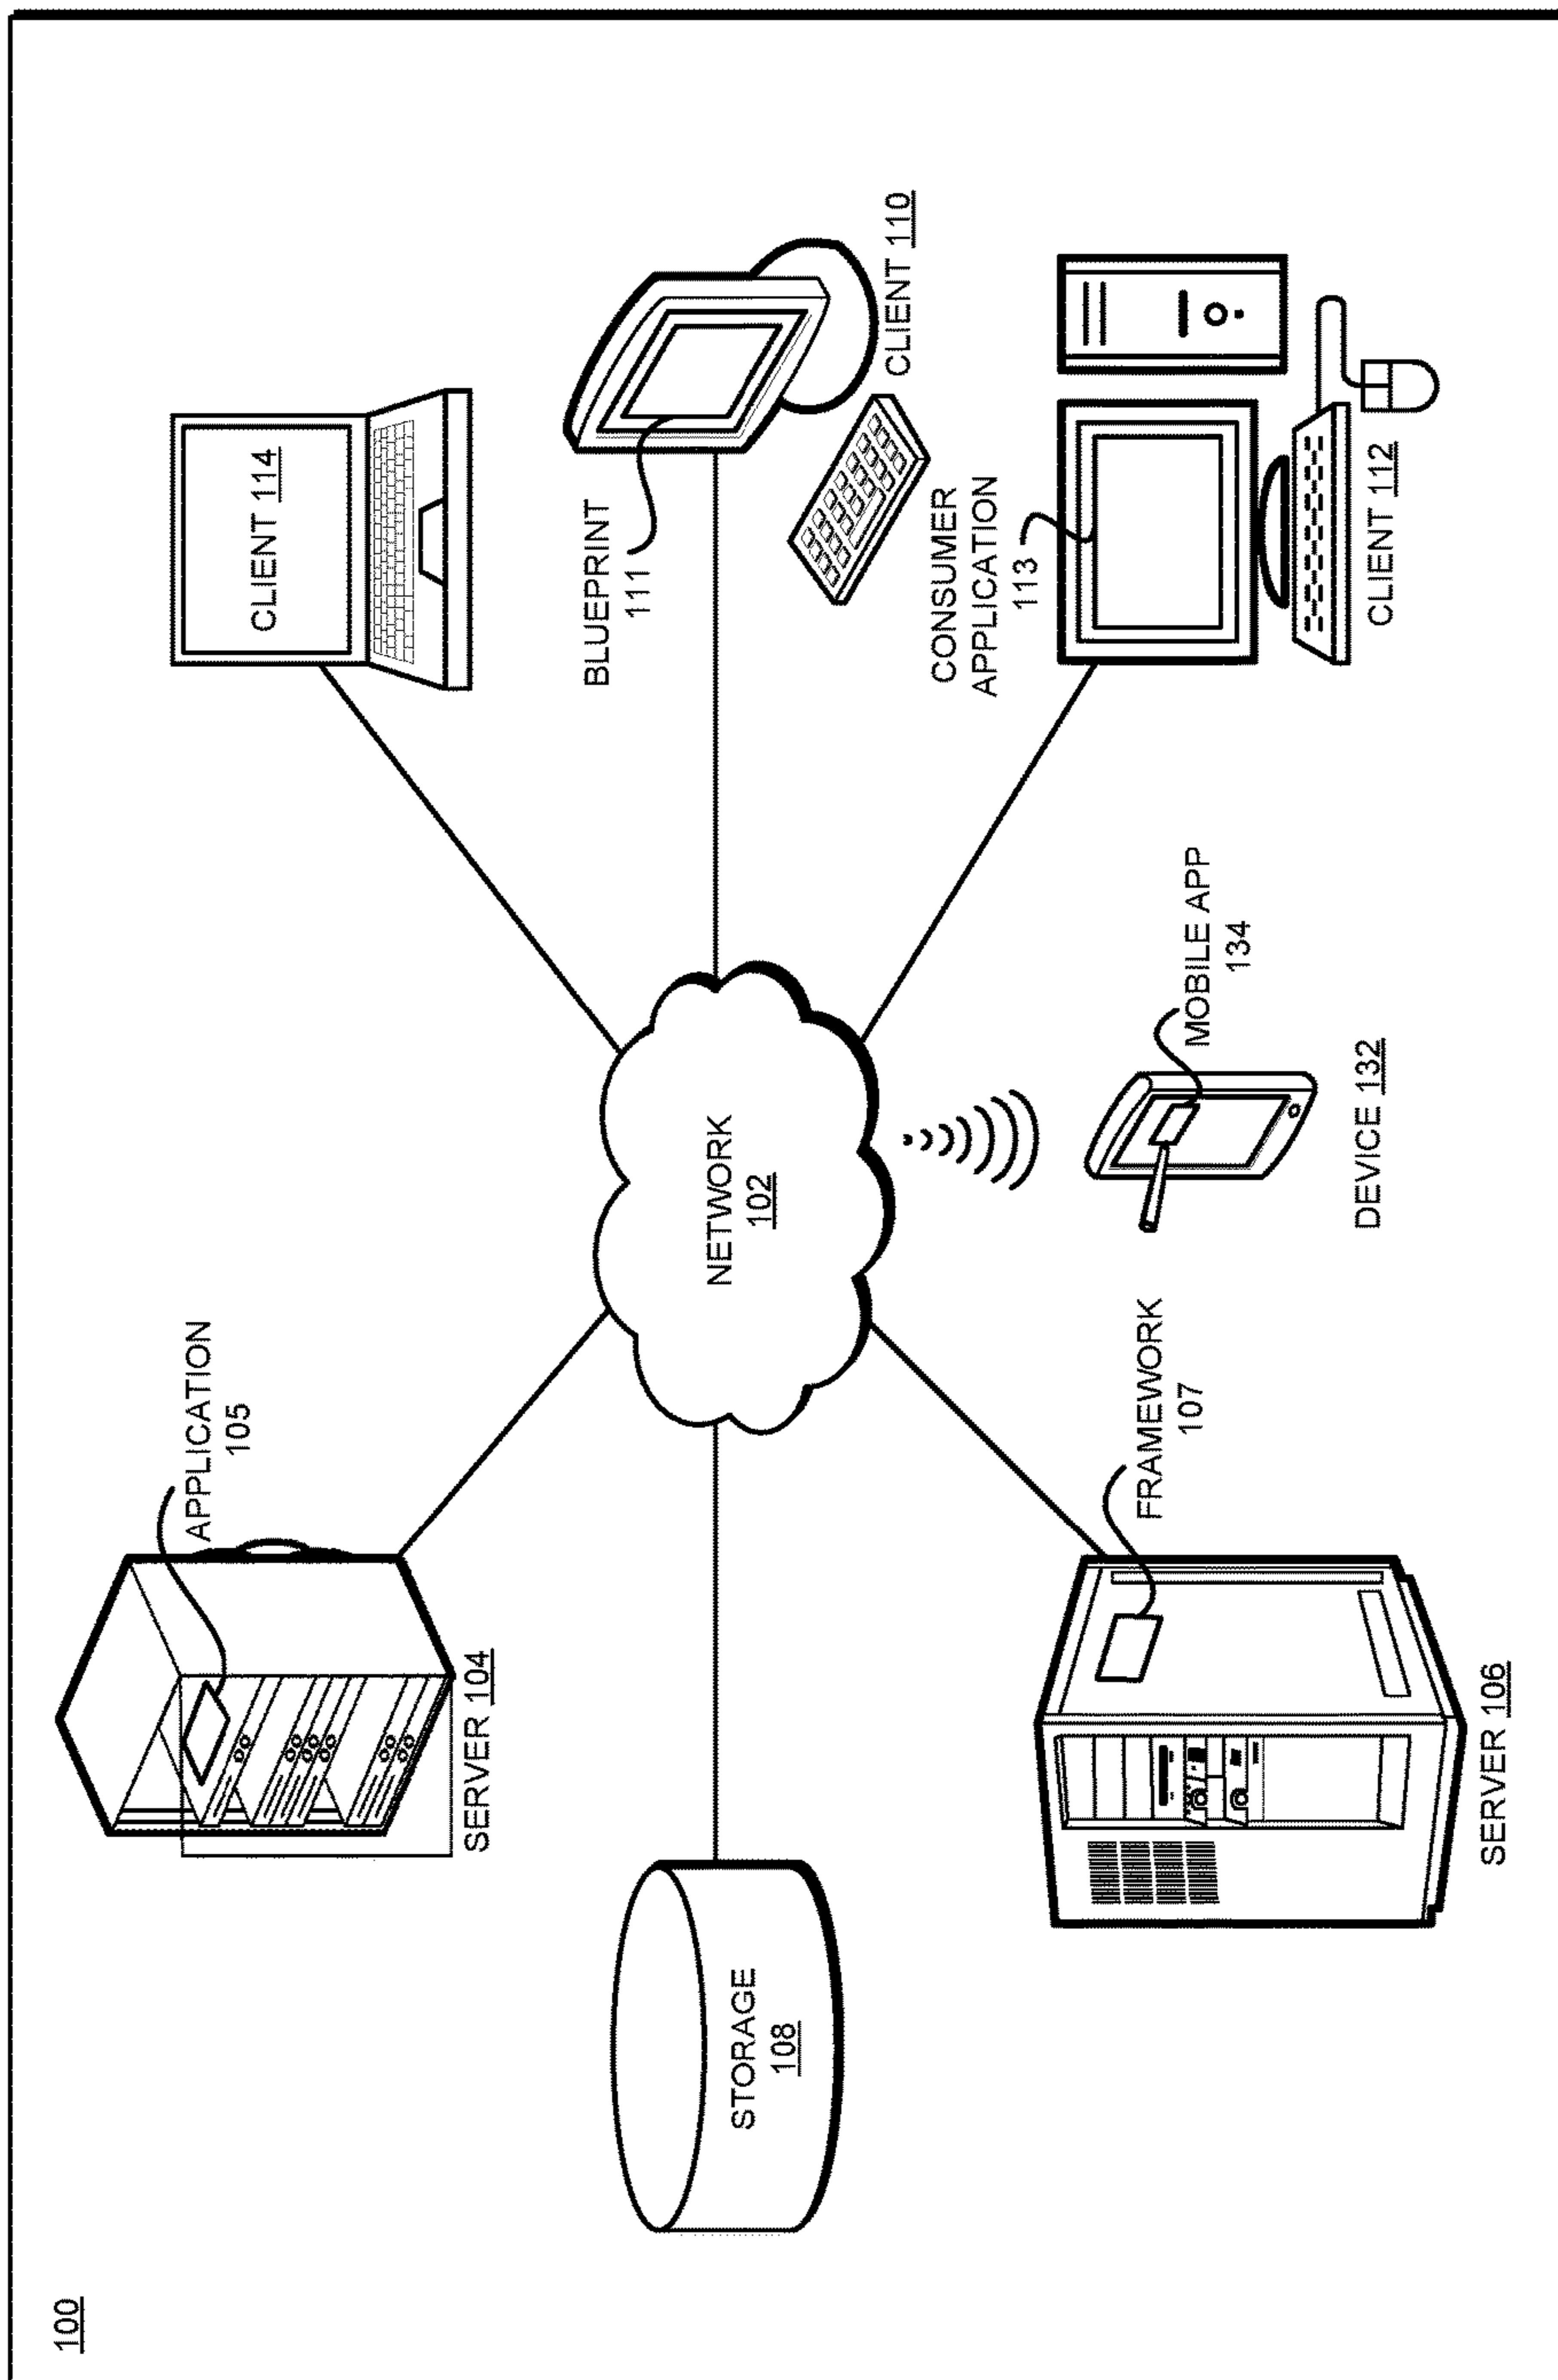 100
APPLICATION
105
SERVER 104
CLIENT 114
STORAGE
108
NETWORK
102
BLUEPRINT
111
CLIENT 110
FRAMEWORK
107
SERVER 106
MOBILE APP
134
DEVICE 132
CONSUMER
APPLICATION
113
CLIENT 112